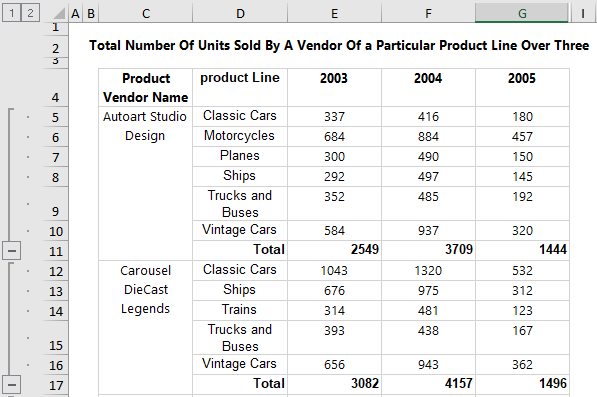 1 2 A B C D E F G I
1
2 Total Number Of Units Sold By A Vendor Of a Particular Product Line Over Three
3
4 Product Vendor Name product Line 2003 2004 2005
5 Autoart Studio Design Classic Cars 337 416 180
6 Motorcycles 684 884 457
7 Planes 300 490 150
8 Ships 292 497 145
9 Trucks and Buses 352 485 192
10 Vintage Cars 584 937 320
11 Total 2549 3709 1444
12 Carousel DieCast Legends Classic Cars 1043 1320 532
13 Ships 676 975 312
14 Trains 314 481 123
15 Trucks and Buses 393 438 167
16 Vintage Cars 656 943 362
17 Total 3082 4157 1496